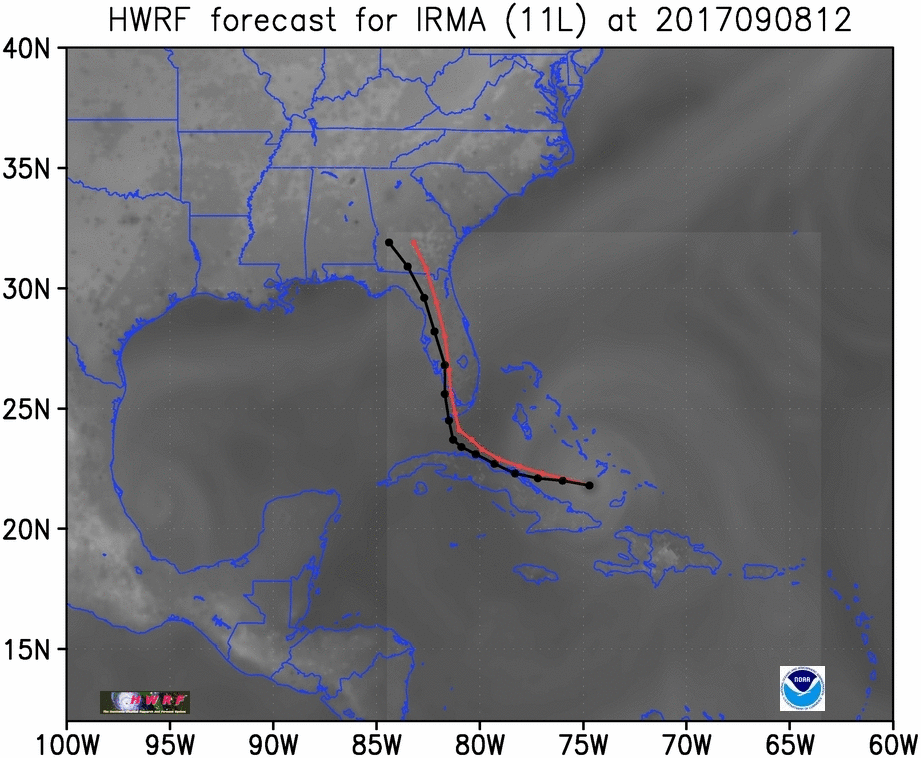 HWRF forecast for IRMA (11L) at 2017090812
40N
35N
30N
25N
20N
15N
HWRF
NOAA
100W 95W 90W 85W 80W 75W 70W 65W 60W